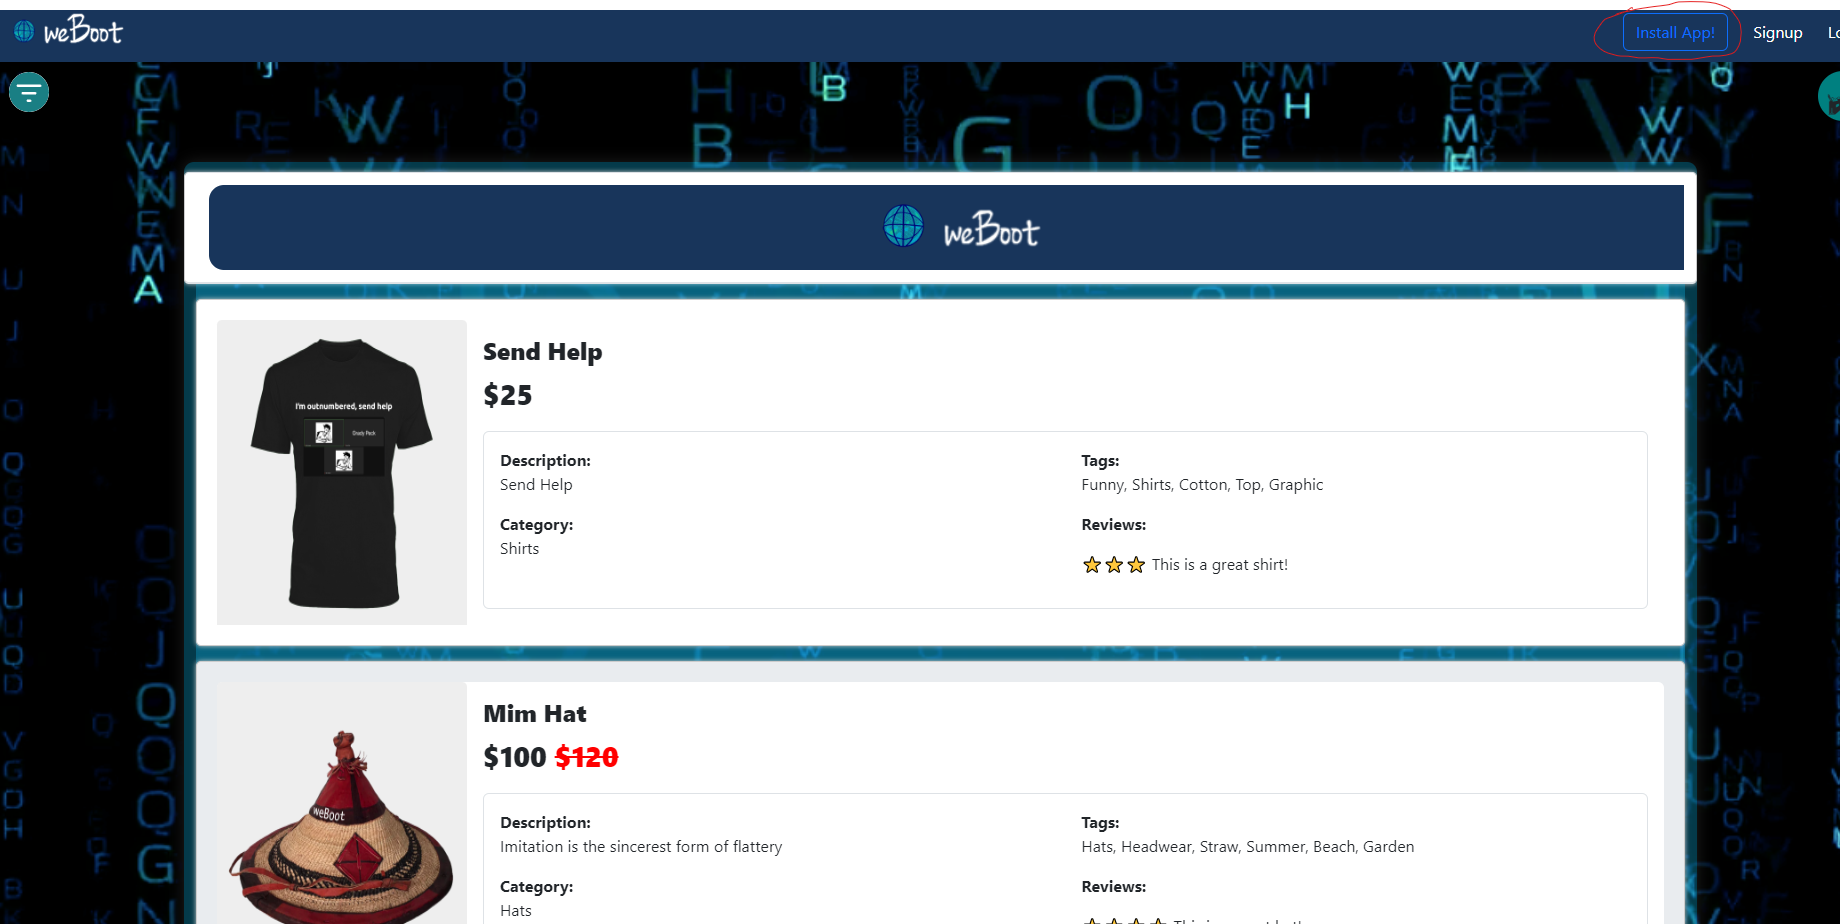 weBoot
Install App!
Signup
weBoot
I'm outnumbered, send help
Send Help
$25
Description:
Send Help
Category:
Shirts
Tags:
Funny, Shirts, Cotton, Top, Graphic
Reviews:
This is a great shirt!
weBoot
Mim Hat
$100 $120
Description:
Imitation is the sincerest form of flattery
Category:
Hats
Tags:
Hats, Headwear, Straw, Summer, Beach, Garden
Reviews: